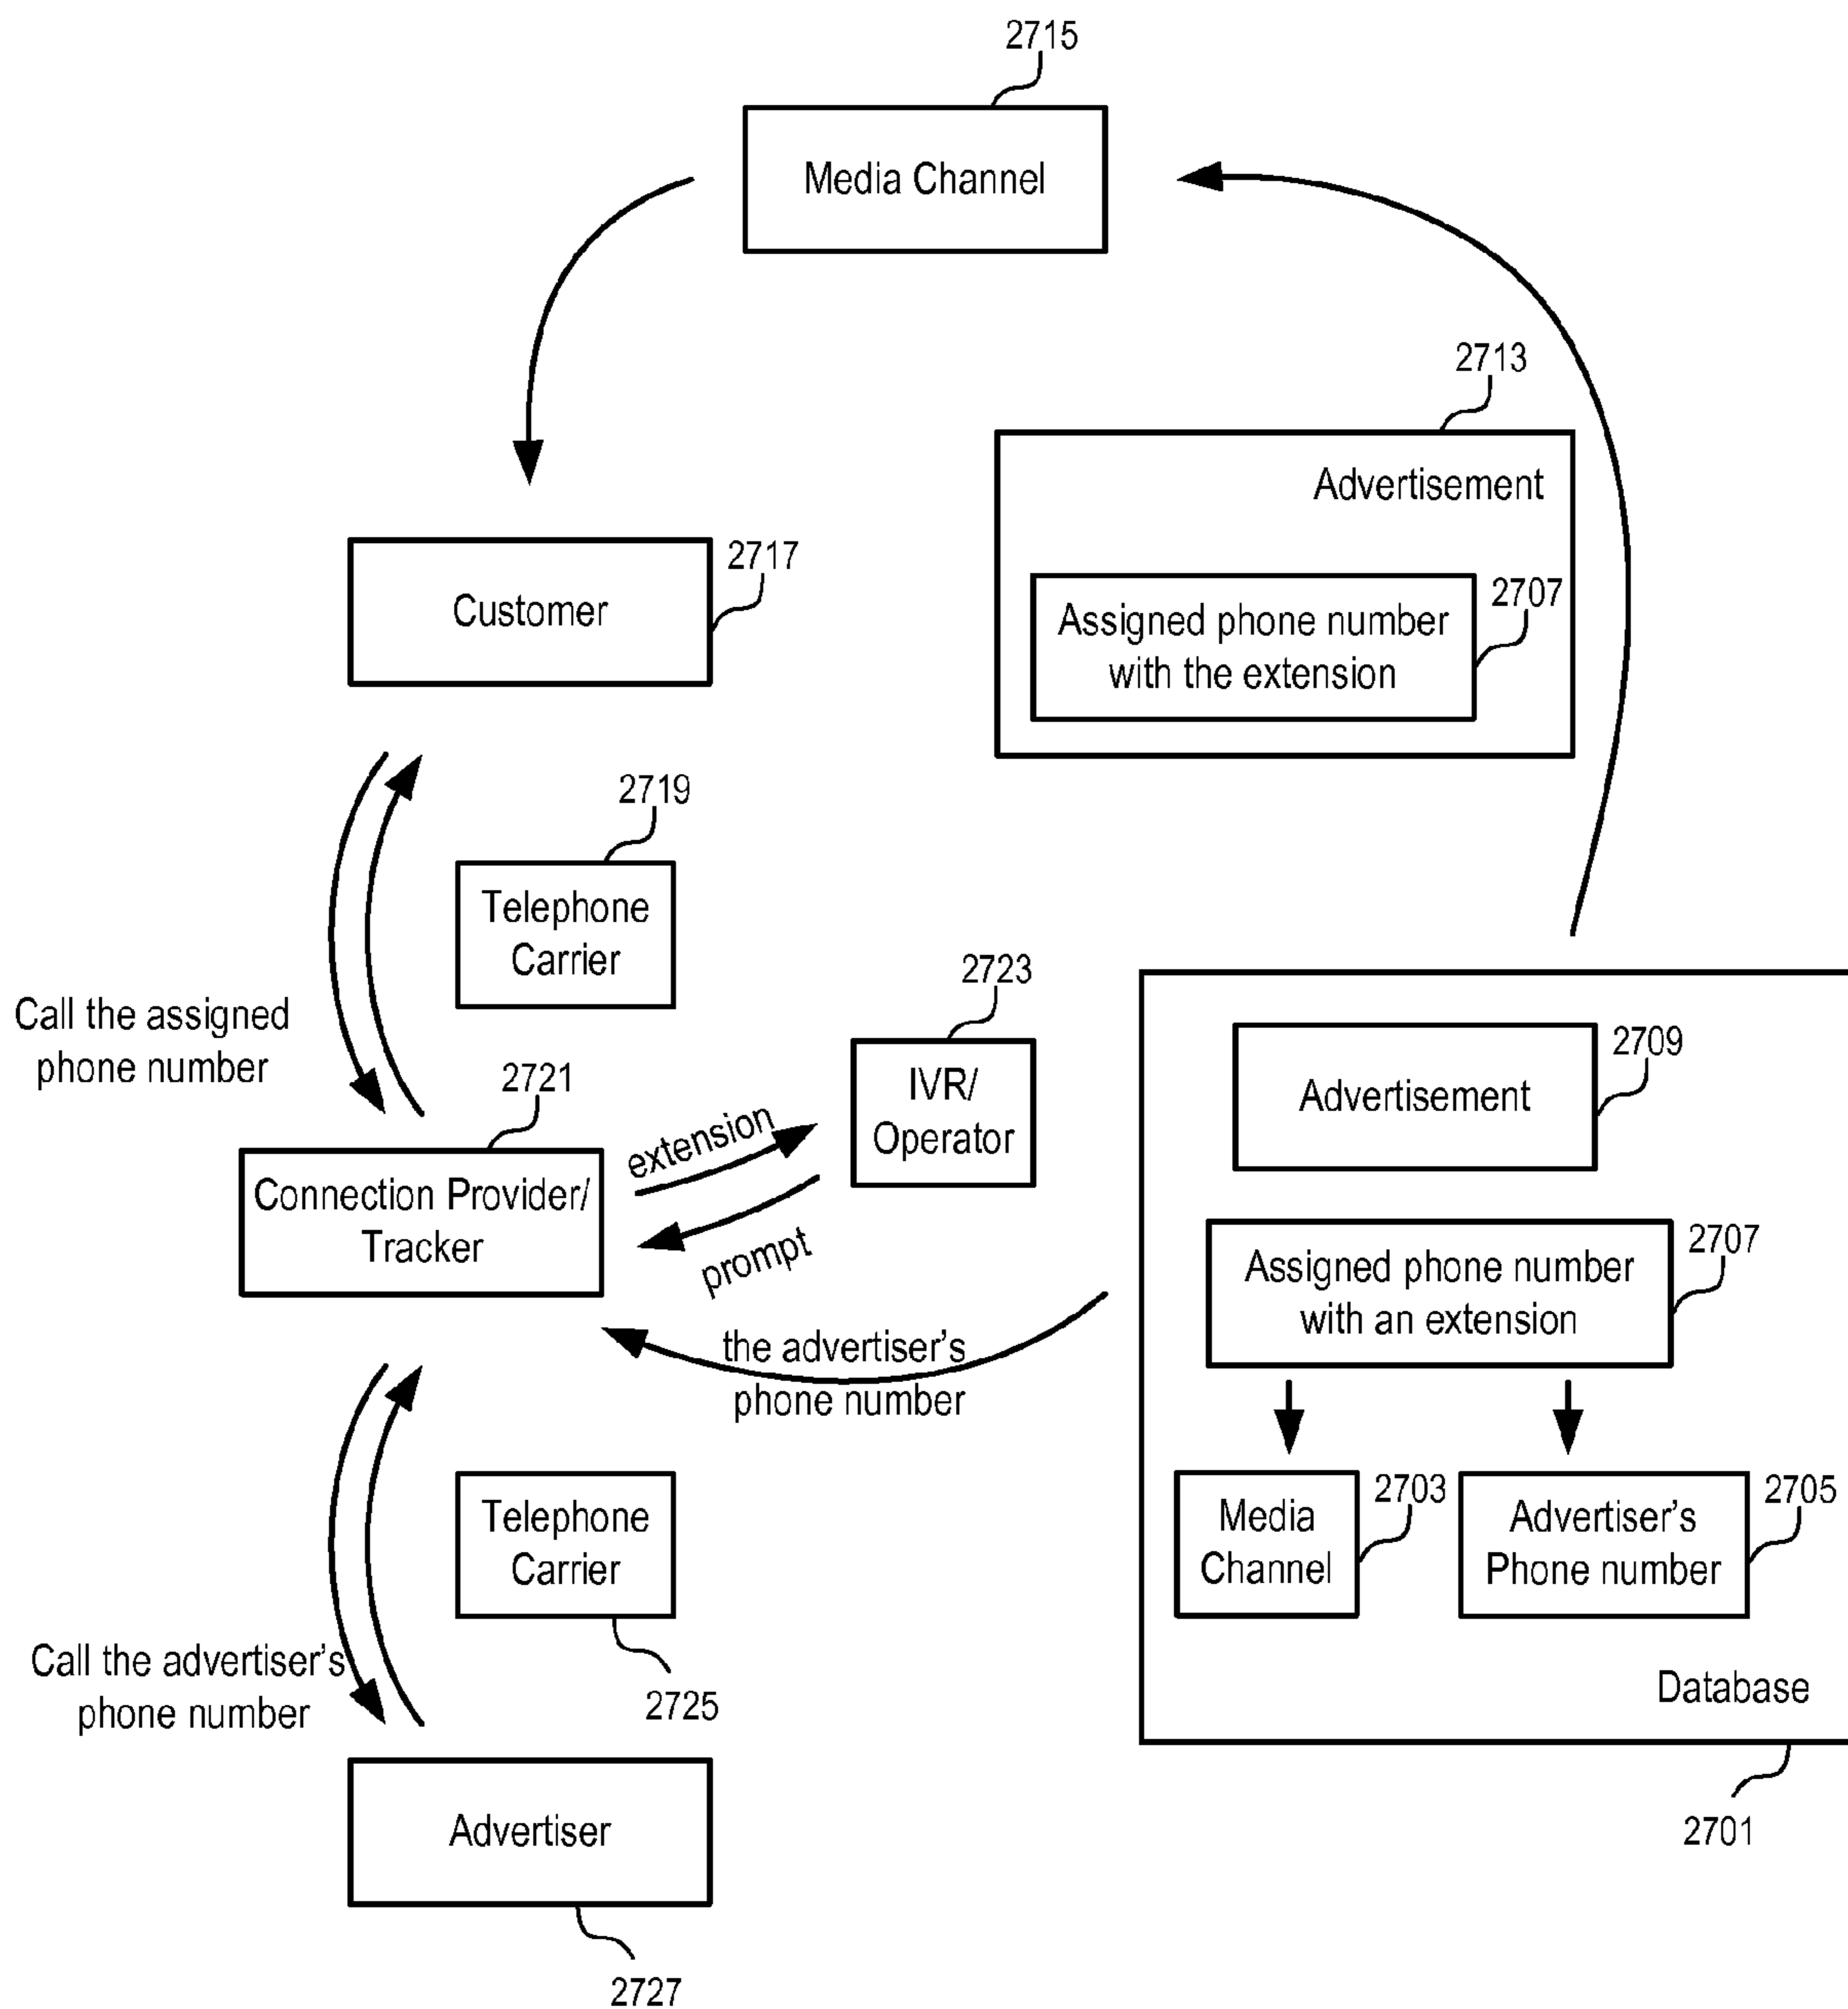 2715
Media Channel
2713
Advertisement
2717
Customer
2707
Assigned phone number
with the extension
2719
Telephone
Carrier
Call the assigned
phone number
2723
IVR/
Operator
2709
Advertisement
2721
Connection Provider/
Tracker
extension
prompt
2707
Assigned phone number
with an extension
the advertiser's
phone number
2703
Media
Channel
2705
Advertiser's
Phone number
Telephone
Carrier
2725
Call the advertiser's
phone number
Database
2701
Advertiser
2727